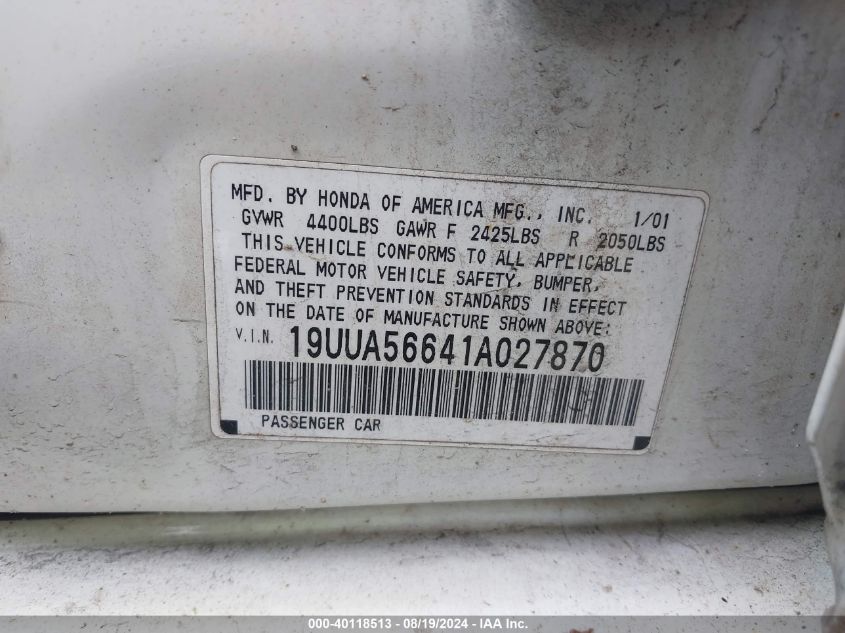 MFD. BY HONDA OF AMERICA MFG., INC. 1/01
GVWR 4400LBS GAWR F 2425LBS R 2050LBS
THIS VEHICLE CONFORMS TO ALL APPLICABLE
FEDERAL MOTOR VEHICLE SAFETY, BUMPER,
AND THEFT PREVENTION STANDARDS IN EFFECT
ON THE DATE OF MANUFACTURE SHOWN ABOVE:
V.I.N. 19UUA56641A027870
PASSENGER CAR
000-40118513 - 08/19/2024 - IAA Inc.